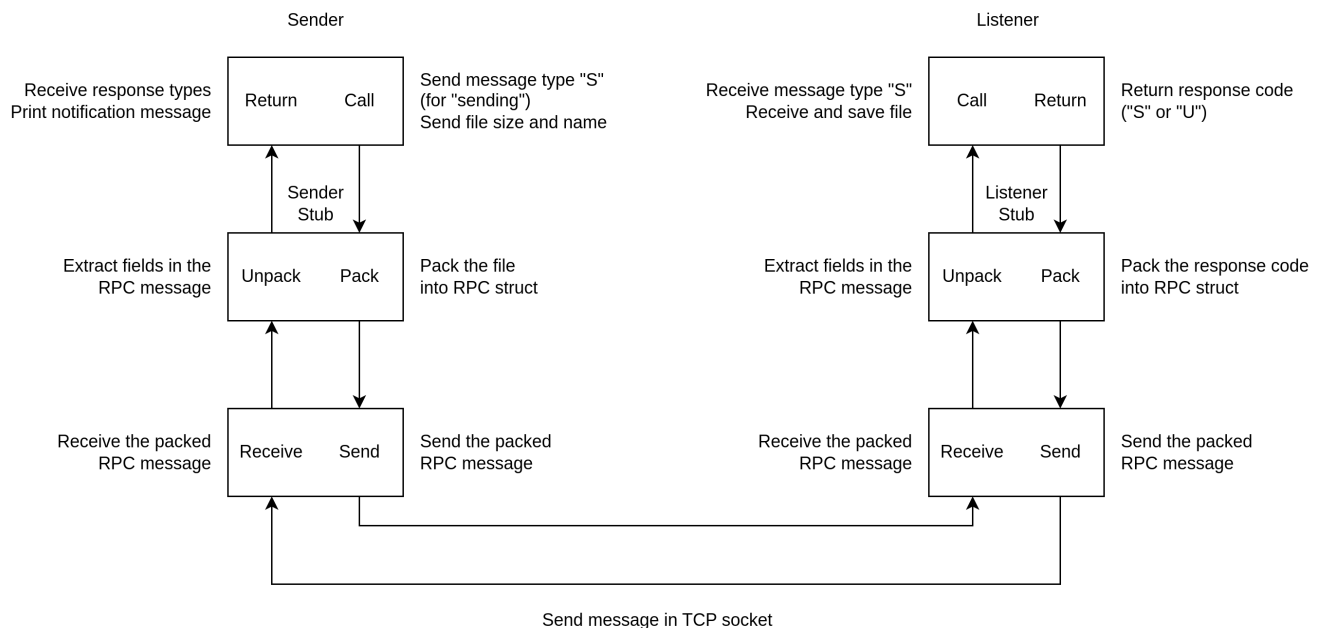 Sender
Listener
Receive response types
Print notification message
Return
Call
Send message type "S"
(for "sending")
Send file size and name
Receive message type "S"
Receive and save file
Call
Return
Return response code
("S" or "U")
Sender
Stub
Listener
Stub
Extract fields in the
RPC message
Unpack
Pack
Pack the file
into RPC struct
Extract fields in the
RPC message
Unpack
Pack
Pack the response code
into RPC struct
Receive the packed
RPC message
Receive
Send
Send the packed
RPC message
Receive the packed
RPC message
Receive
Send
Send the packed
RPC message
Send message in TCP socket